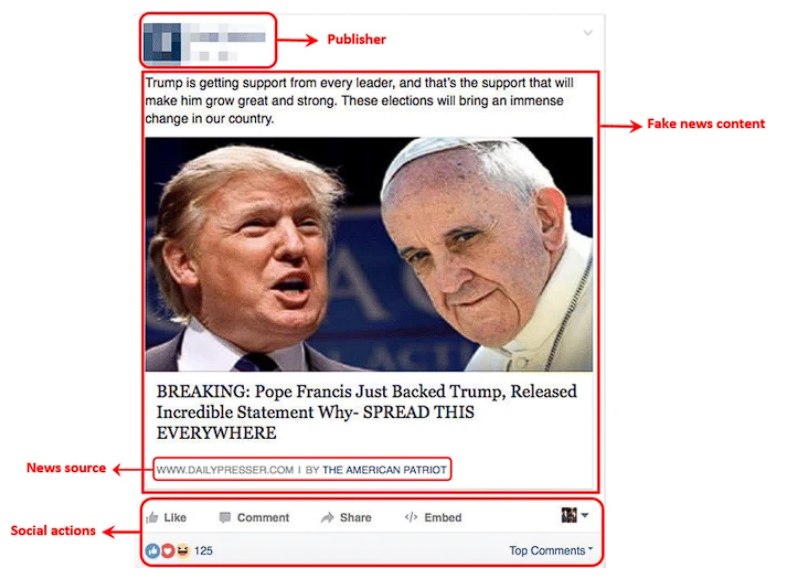 Publisher
Trump is getting support from every leader, and that's the support that will
make him grow great and strong. These elections will bring an immense
change in our country.
Fake news content
BREAKING: Pope Francis Just Backed Trump, Released
Incredible Statement Why- SPREAD THIS
EVERYWHERE
News source
WWW.DAILYPRESSER.COM | BY THE AMERICAN PATRIOT
Like Comment Share </> Embed
Social actions
125 Top Comments